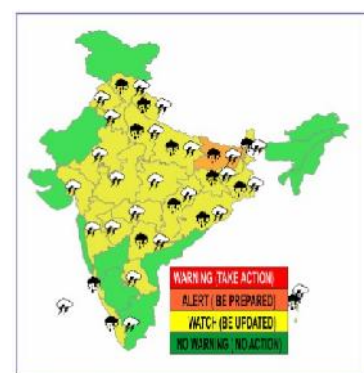 WARNING (TAKE ACTION)
ALERT ( BE PREPARED)
WATCH (BE UPDATED)
NO WARNING ( NO ACTION)